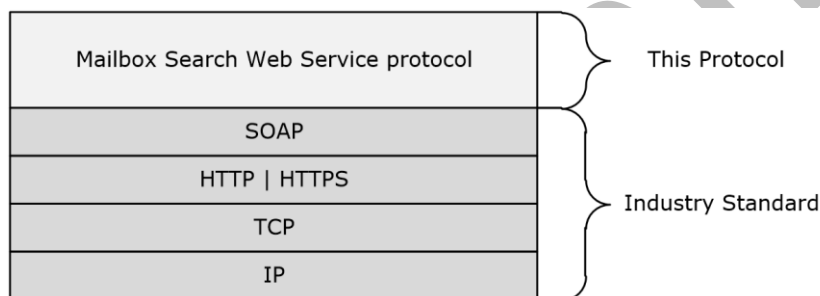 Mailbox Search Web Service protocol
This Protocol
SOAP
HTTP | HTTPS
Industry Standard
TCP
IP